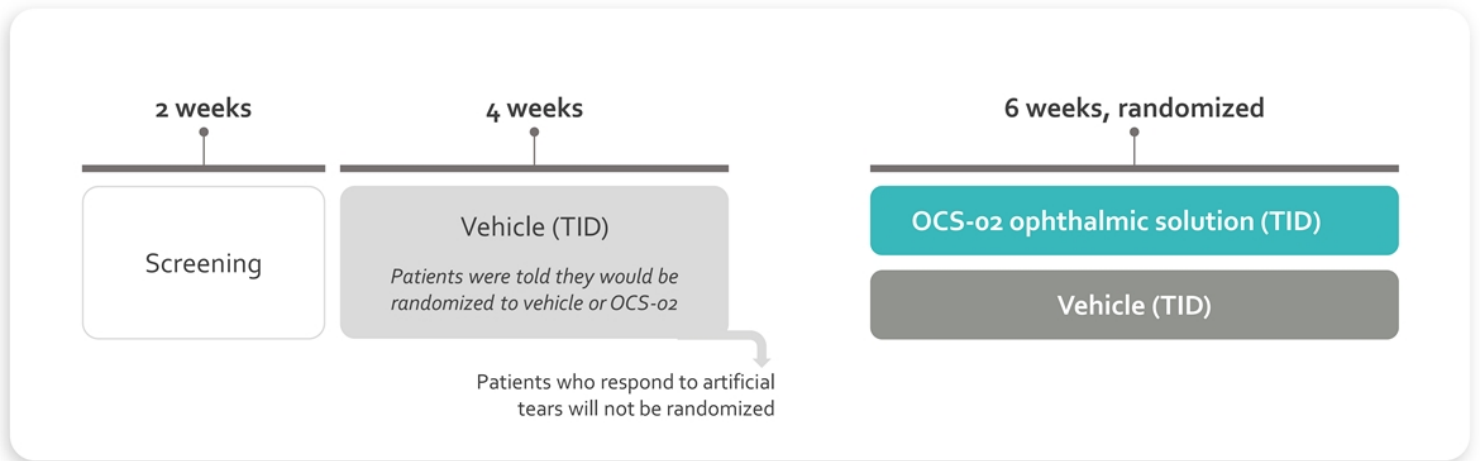 2 weeks
4 weeks
6 weeks, randomized
Screening
Vehicle (TID)
Patients were told they would be
randomized to vehicle or OCS-02
OCS-02 ophthalmic solution (TID)
Vehicle (TID)
Patients who respond to artificial
tears will not be randomized